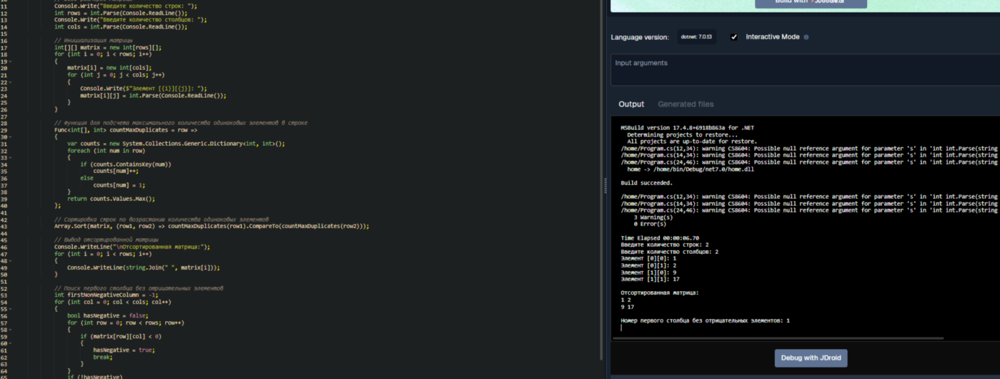 11 Console.Write("Введите количество строк: ");
12 int rows = int.Parse(Console.ReadLine());
13 Console.Write("Введите количество столбцов: ");
14 int cols = int.Parse(Console.ReadLine());
15
16 // Инициализация матрицы
17 int[][] matrix = new int[rows][];
18 for (int i = 0; i < rows; i++)
19 {
20 matrix[i] = new int[cols];
21 for (int j = 0; j < cols; j++)
22 {
23 Console.Write($"Элемент [{i}][{j}]: ");
24 matrix[i][j] = int.Parse(Console.ReadLine());
25 }
26 }
27
28 // Функция для подсчета максимального количества одинаковых элементов в строке
29 Func<int[], int> countMaxDuplicates = row =>
30 {
31 var counts = new System.Collections.Generic.Dictionary<int, int>();
32 foreach (int num in row)
33 {
34 if (counts.ContainsKey(num))
35 counts[num]++;
36 else
37 counts[num] = 1;
38 }
39 return counts.Values.Max();
40 };
41
42 // Сортировка строк по возрастанию количества одинаковых элементов
43 Array.Sort(matrix, (row1, row2) => countMaxDuplicates(row1).CompareTo(countMaxDuplicates(row2)));
44
45 // Вывод отсортированной матрицы
46 Console.WriteLine("\nОтсортированная матрица:");
47 for (int i = 0; i < rows; i++)
48 {
49 Console.WriteLine(string.Join(" ", matrix[i]));
50 }
51
52 // Поиск первого столбца без отрицательных элементов
53 int firstNonNegativeColumn = -1;
54 for (int col = 0; col < cols; col++)
55 {
56 bool hasNegative = false;
57 for (int row = 0; row < rows; row++)
58 {
59 if (matrix[row][col] < 0)
60 {
61 hasNegative = true;
62 break;
63 }
64 }
65 if (!hasNegative)
Build with JDoodle.ai
Language version: dotnet: 7.0.13 Interactive Mode
Input arguments
Output Generated files
MSBuild version 17.4.8+6918b863a for .NET
Determining projects to restore...
All projects are up-to-date for restore.
/home/Program.cs(12,34): warning CS8604: Possible null reference argument for parameter 's' in 'int int.Parse(string
/home/Program.cs(14,34): warning CS8604: Possible null reference argument for parameter 's' in 'int int.Parse(string
/home/Program.cs(24,46): warning CS8604: Possible null reference argument for parameter 's' in 'int int.Parse(string
home -> /home/bin/Debug/net7.0/home.dll
Build succeeded.
/home/Program.cs(12,34): warning CS8604: Possible null reference argument for parameter 's' in 'int int.Parse(string
/home/Program.cs(14,34): warning CS8604: Possible null reference argument for parameter 's' in 'int int.Parse(string
/home/Program.cs(24,46): warning CS8604: Possible null reference argument for parameter 's' in 'int int.Parse(string
3 Warning(s)
0 Error(s)
Time Elapsed 00:00:06.70
Введите количество строк: 2
Введите количество столбцов: 2
Элемент [0][0]: 1
Элемент [0][1]: 2
Элемент [1][0]: 9
Элемент [1][1]: 17
Отсортированная матрица:
1 2
9 17
Номер первого столбца без отрицательных элементов: 1
Debug with JDroid